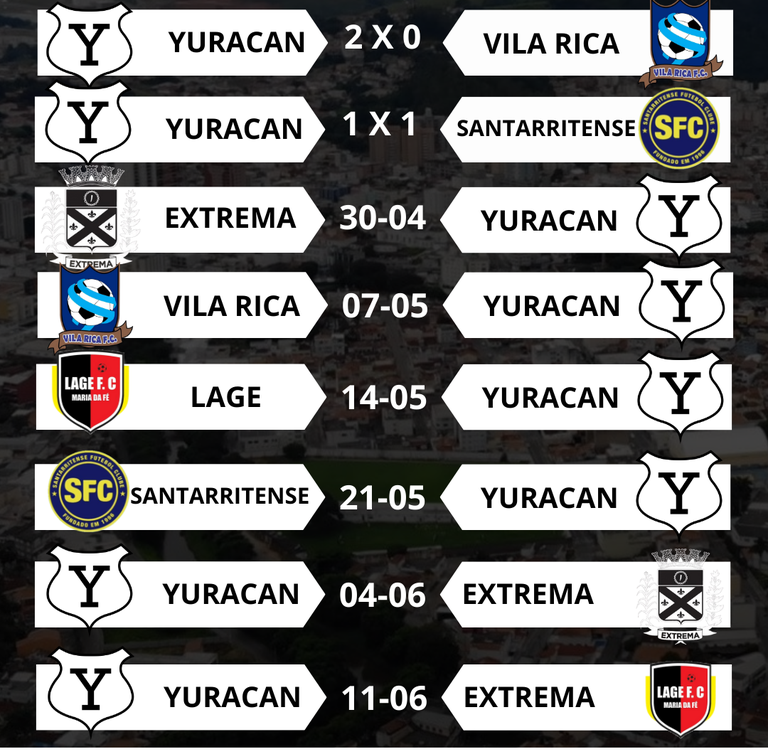 Y YURACAN 2 X 0 VILA RICA VILA RICA F.C.
Y YURACAN 1 X 1 SANTARRITENSE SANTARRITENSE FUTEBOL CLUBE SFC FUNDADO EM 1996
EXTREMA EXTREMA 30-04 YURACAN Y
VILA RICA F.C. VILA RICA 07-05 YURACAN Y
LAGE F. C MARIA DA FÉ LAGE 14-05 YURACAN Y
SANTARRITENSE FUTEBOL CLUBE SFC FUNDADO EM 1996 SANTARRITENSE 21-05 YURACAN Y
Y YURACAN 04-06 EXTREMA EXTREMA
Y YURACAN 11-06 EXTREMA LAGE F. C MARIA DA FÉ